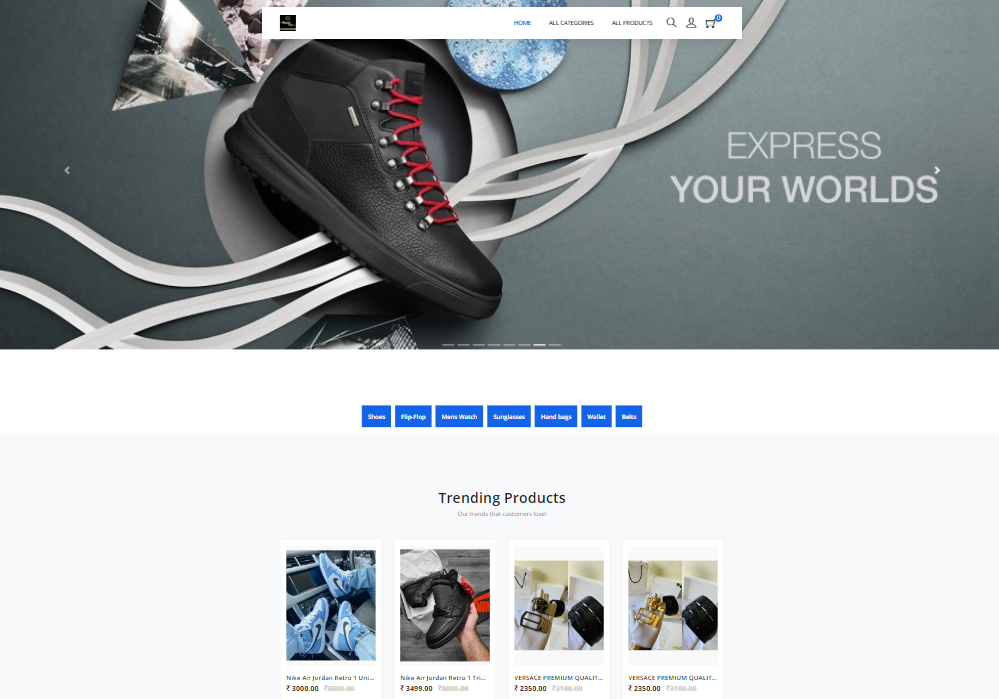 HOME ALL CATEGORIES ALL PRODUCTS 0
EXPRESS
YOUR WORLDS
Shoes Flip-Flop Mens Watch Sunglasses Hand bags Wallet Belts
Trending Products
Our trends that customers love!
Nike Air Jordan Retro 1 Uni... Nike Air Jordan Retro 1 Tri... VERSACE PREMIUM QUALIT... VERSACE PREMIUM QUALIT...
₹ 3000.00 ₹6000.00 ₹ 3499.00 ₹8000.00 ₹ 2350.00 ₹3100.00 ₹ 2350.00 ₹3100.00